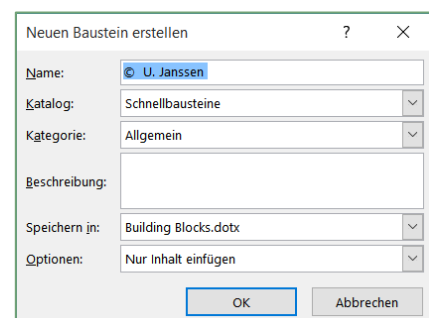 Neuen Baustein erstellen ? ×
Name: © U. Janssen
Katalog: Schnellbausteine
Kategorie: Allgemein
Beschreibung:
Speichern in: Building Blocks.dotx
Optionen: Nur Inhalt einfügen
OK Abbrechen